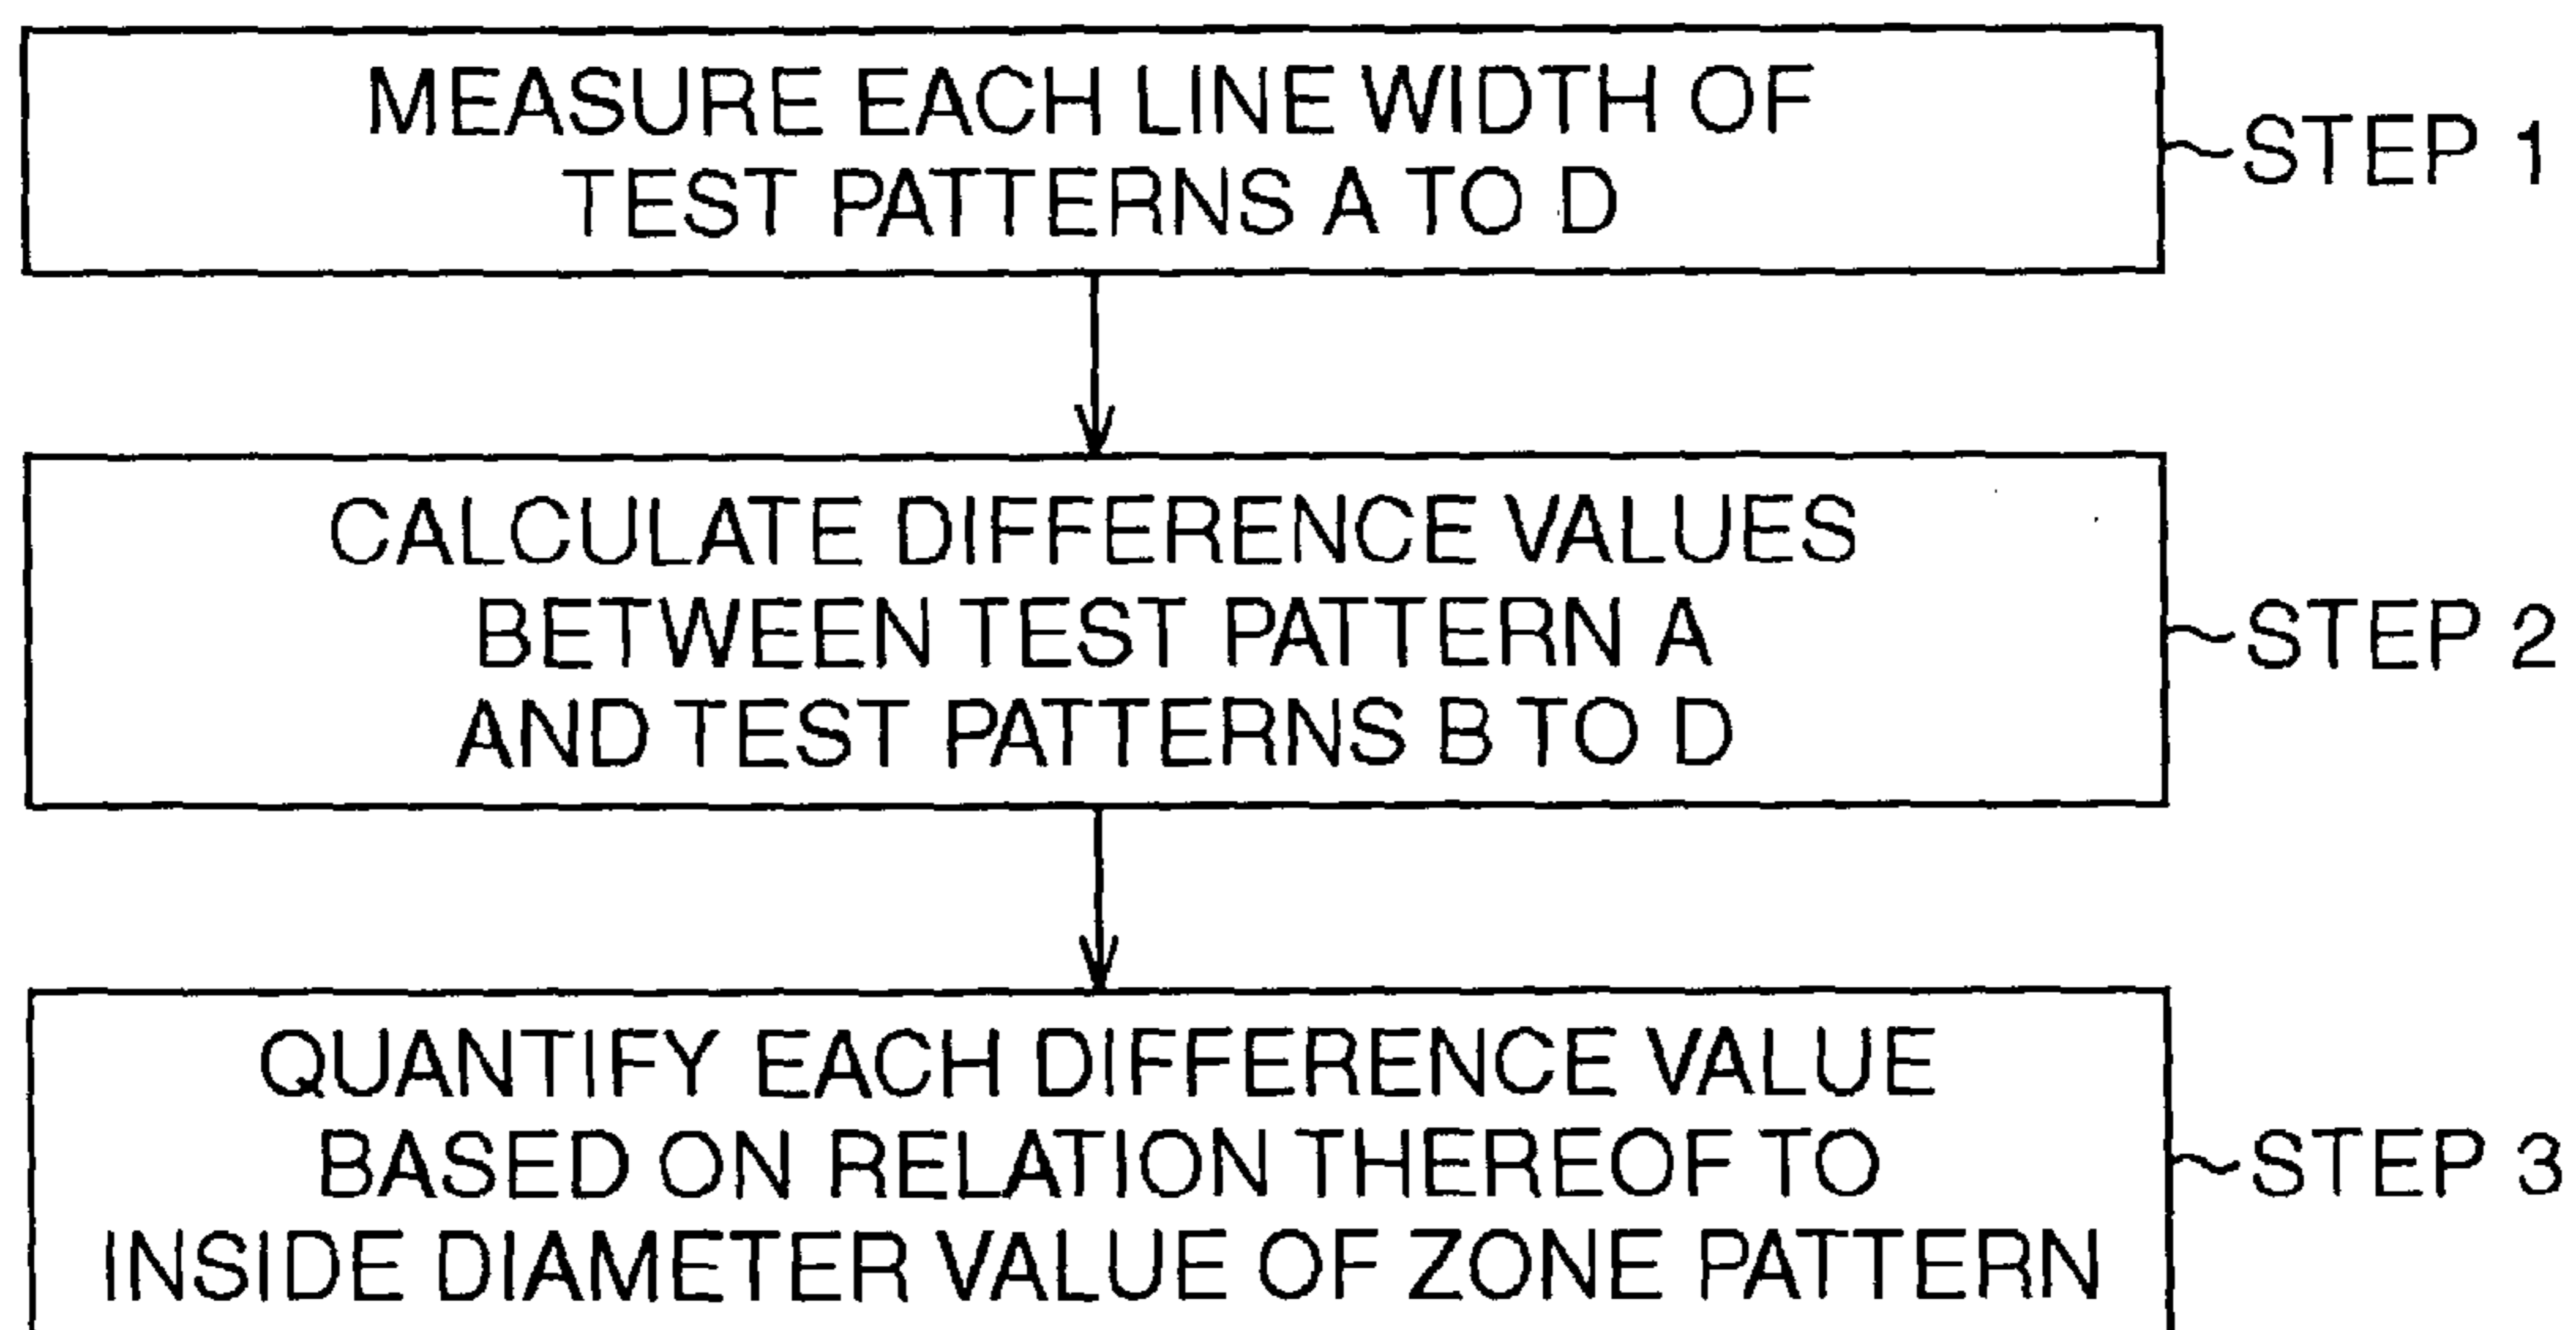 MEASURE EACH LINE WIDTH OF
TEST PATTERNS A TO D
STEP 1
CALCULATE DIFFERENCE VALUES
BETWEEN TEST PATTERN A
AND TEST PATTERNS B TO D
STEP 2
QUANTIFY EACH DIFFERENCE VALUE
BASED ON RELATION THEREOF TO
INSIDE DIAMETER VALUE OF ZONE PATTERN
STEP 3